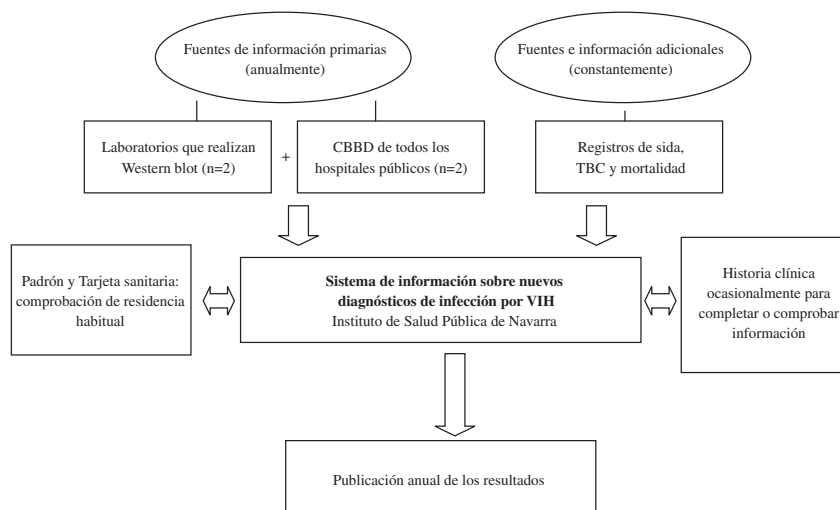 Fuentes de información primarias
(anualmente)
Fuentes e información adicionales
(constantemente)
Laboratorios que realizan
Western blot (n=2)
+
CBBD de todos los
hospitales públicos (n=2)
Registros de sida,
TBC y mortalidad
Padrón y Tarjeta sanitaria:
comprobación de residencia
habitual
Sistema de información sobre nuevos
diagnósticos de infección por VIH
Instituto de Salud Pública de Navarra
Historia clínica
ocasionalmente para
completar o comprobar
información
Publicación anual de los resultados